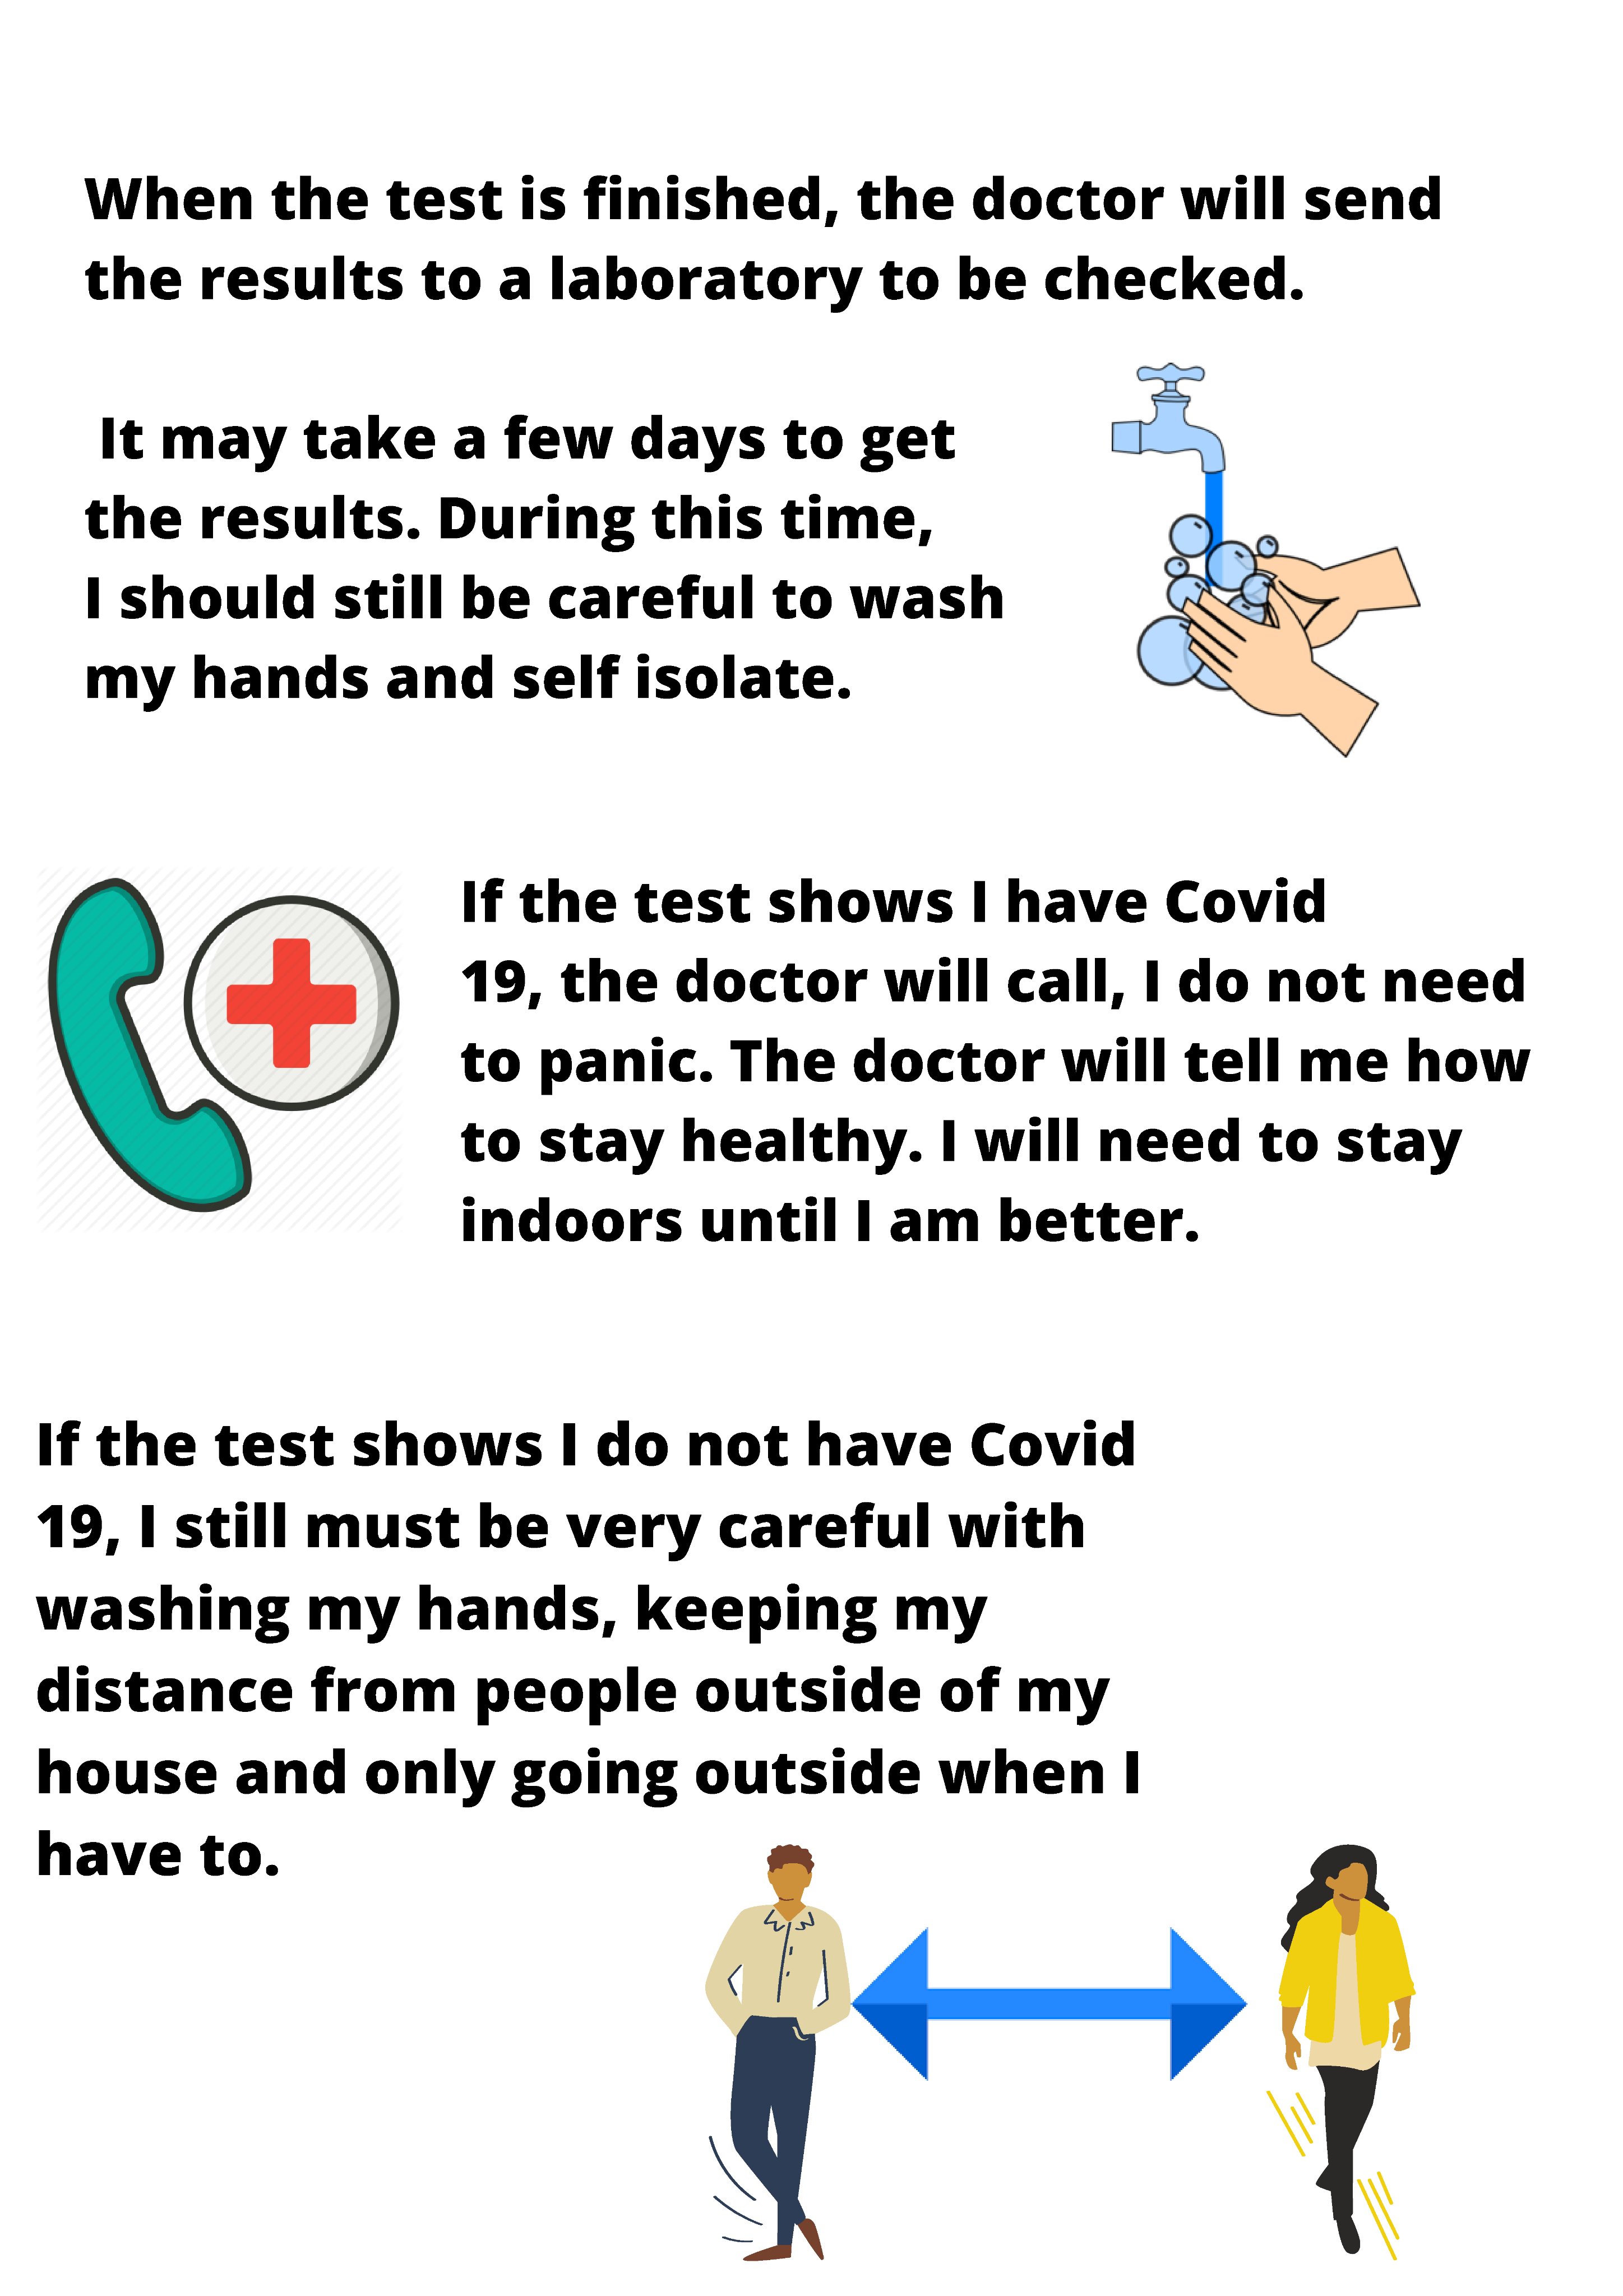 When the test is finished, the doctor will send
the results to a laboratory to be checked.
It may take a few days to get
the results. During this time,
I should still be careful to wash
my hands and self isolate.
If the test shows I have Covid
19, the doctor will call, I do not need
to panic. The doctor will tell me how
to stay healthy. I will need to stay
indoors until I am better.
If the test shows I do not have Covid
19, I still must be very careful with
washing my hands, keeping my
distance from people outside of my
house and only going outside when I
have to.